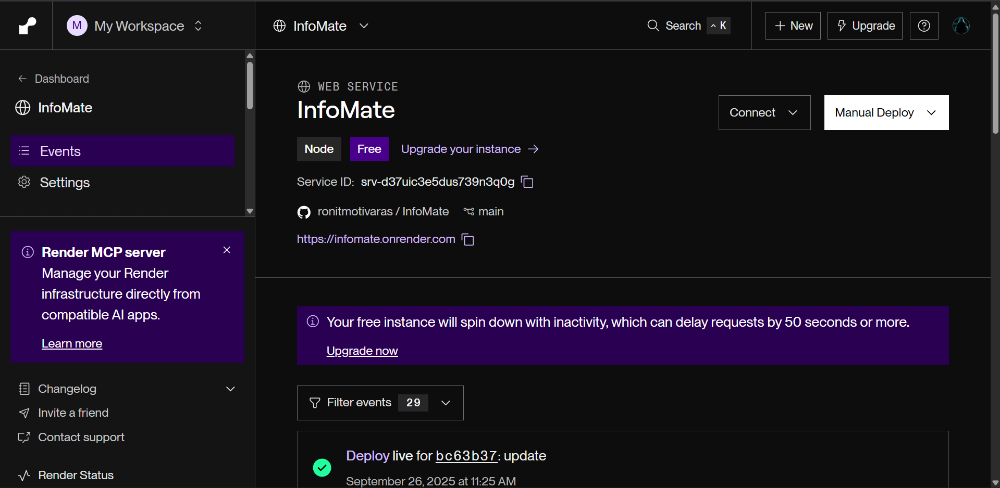 M My Workspace
InfoMate
Search ^ K
+ New
Upgrade
Dashboard
InfoMate
Events
Settings
Render MCP server
Manage your Render
infrastructure directly from
compatible AI apps.
Learn more
Changelog
Invite a friend
Contact support
Render Status
WEB SERVICE
InfoMate
Connect
Manual Deploy
Node Free Upgrade your instance →
Service ID: srv-d37uic3e5dus739n3q0g
ronitmotivaras / InfoMate main
https://infomate.onrender.com
Your free instance will spin down with inactivity, which can delay requests by 50 seconds or more.
Upgrade now
Filter events 29
Deploy live for bc63b37: update
September 26, 2025 at 11:25 AM